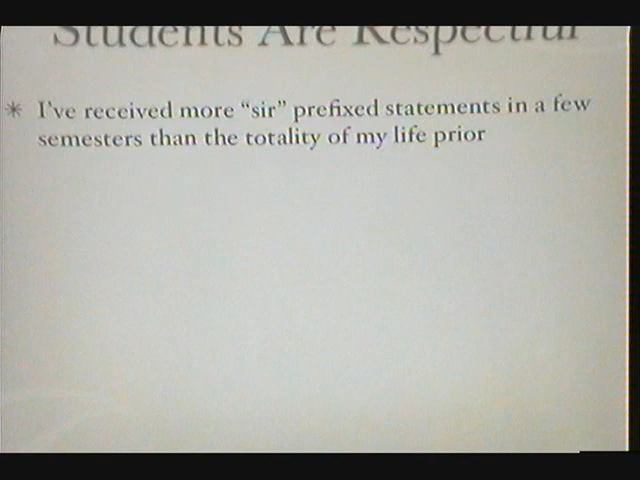 Students Are Respectful
✳ I've received more “sir” prefixed statements in a few
semesters than the totality of my life prior